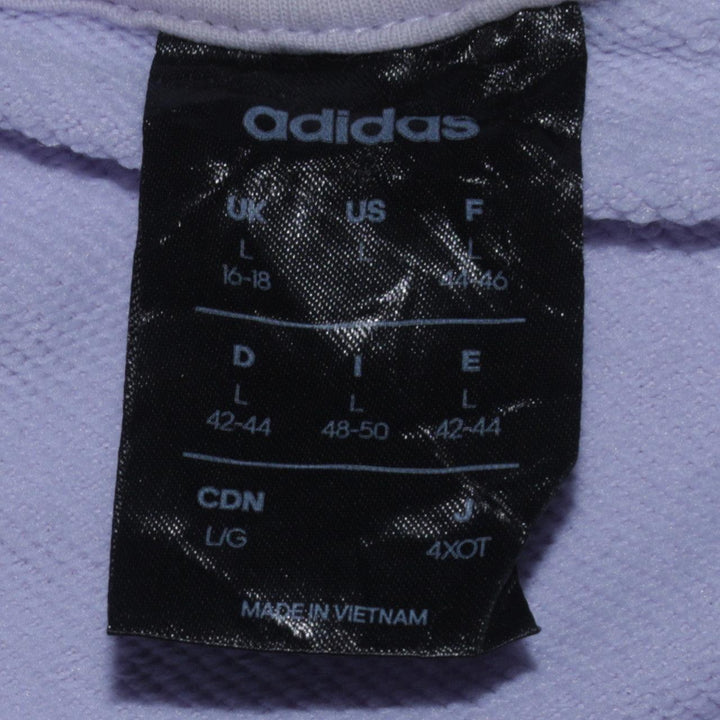 adidas
UK US F
L L L
16-18 44-46
D I E
L L L
42-44 48-50 42-44
CDN J
L/G 4XOT
MADE IN VIETNAM